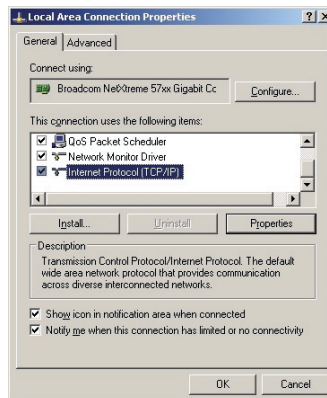 Local Area Connection Properties
General Advanced
Connect using:
Broadcom NetXtreme 57xx Gigabit Cc
Configure...
This connection uses the following items:
QoS Packet Scheduler
Network Monitor Driver
Internet Protocol (TCP/IP)
Install... Uninstall Properties
Description
Transmission Control Protocol/Internet Protocol. The default
wide area network protocol that provides communication
across diverse interconnected networks.
Show icon in notification area when connected
Notify me when this connection has limited or no connectivity
OK Cancel